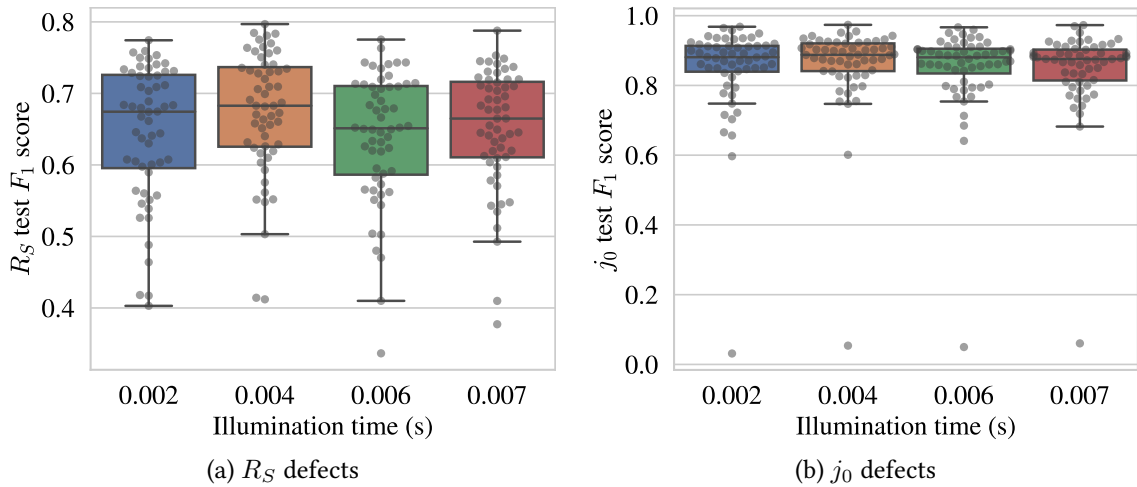 0.8
0.7
0.6
0.5
0.4
R_S test F_1 score
0.002 0.004 0.006 0.007
Illumination time (s)
(a) R_S defects
1.0
0.8
0.6
0.4
0.2
0.0
j_0 test F_1 score
0.002 0.004 0.006 0.007
Illumination time (s)
(b) j_0 defects